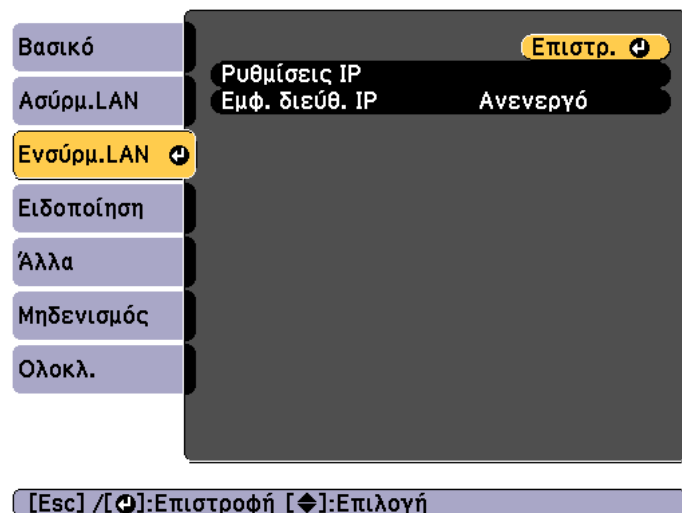 Βασικό
Ασύρμ.LAN
Ενσύρμ.LAN
Ειδοποίηση
Άλλα
Μηδενισμός
Ολοκλ.
Επιστρ.
Ρυθμίσεις IP
Εμφ. διεύθ. IP Ανενεργό
[Esc] /[⏎]:Επιστροφή [◆]:Επιλογή